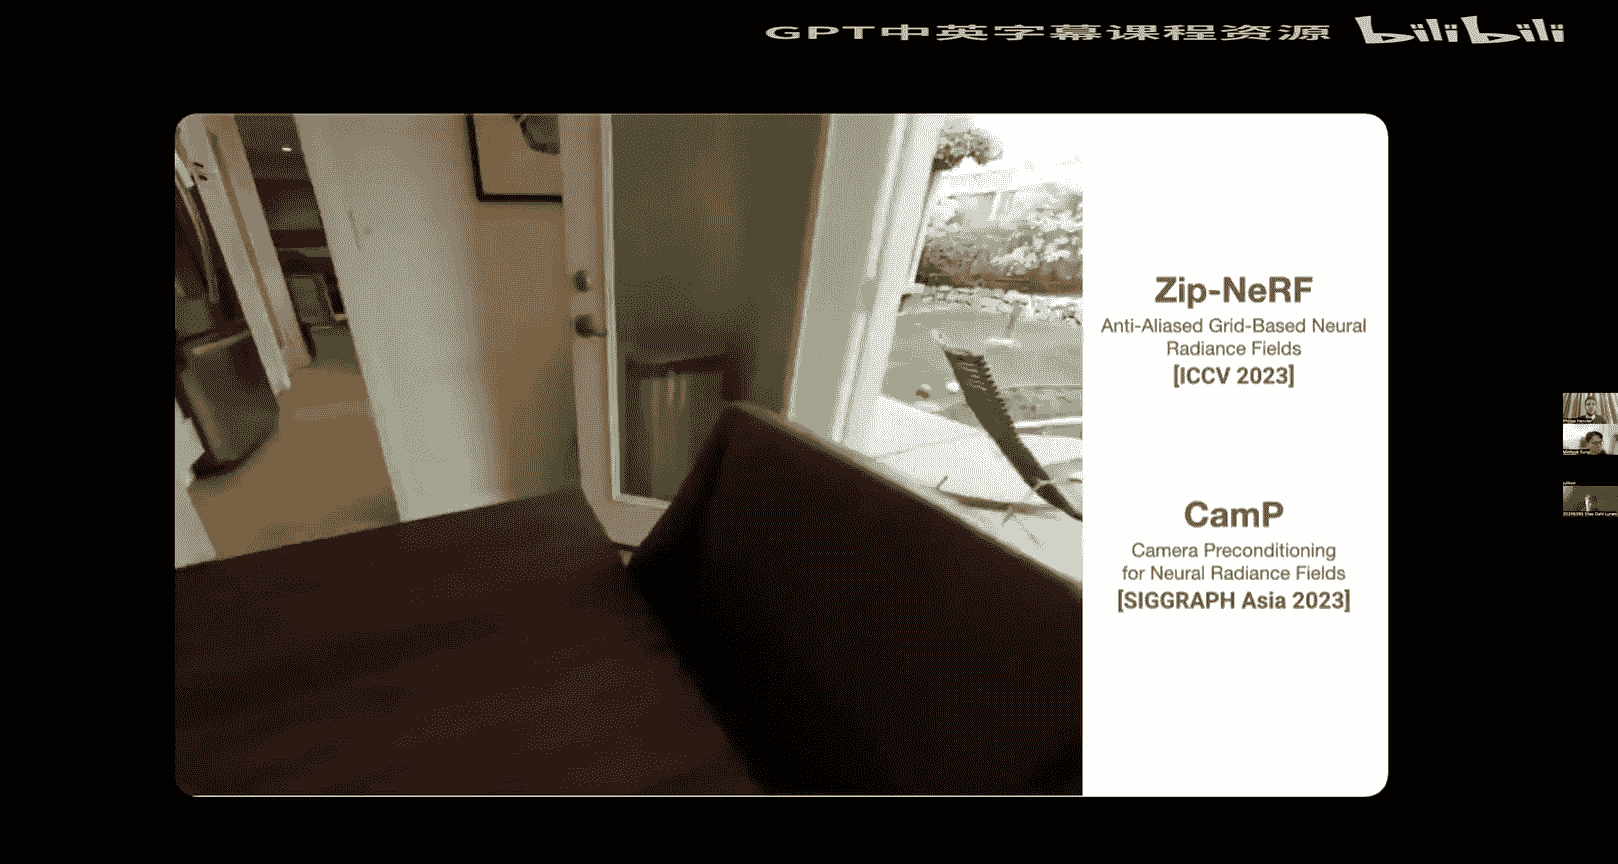 GPT中英字幕课程资源 bilibili
Zip-NeRF
Anti-Aliased Grid-Based Neural
Radiance Fields
[ICCV 2023]
CamP
Camera Preconditioning
for Neural Radiance Fields
[SIGGRAPH Asia 2023]